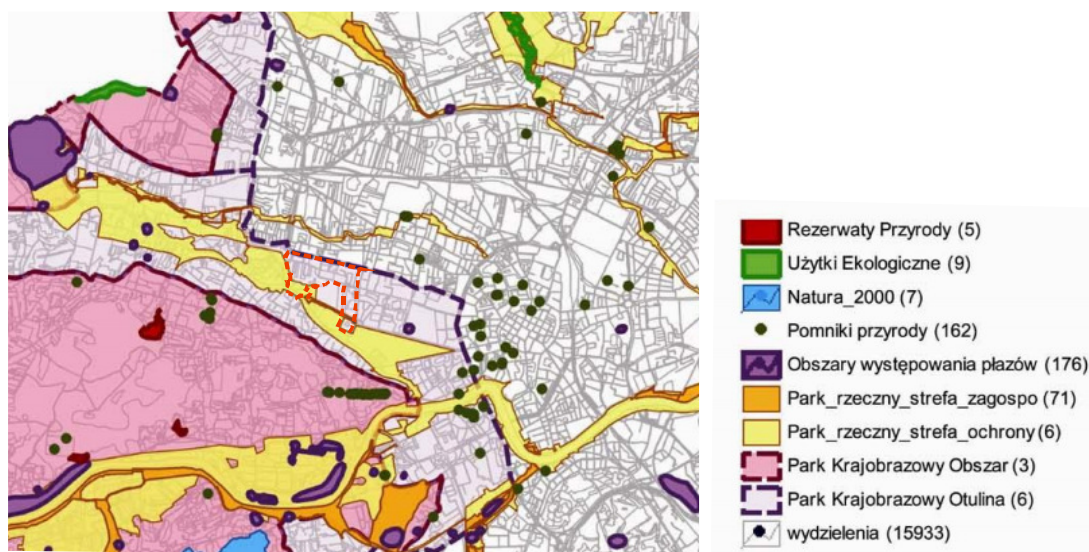 Rezerwaty Przyrody (5)
Użytki Ekologiczne (9)
Natura_2000 (7)
Pomniki przyrody (162)
Obszary występowania płazów (176)
Park_rzeczny_strefa_zagospo (71)
Park_rzeczny_strefa_ochrony (6)
Park Krajobrazowy Obszar (3)
Park Krajobrazowy Otulina (6)
wydzielenia (15933)